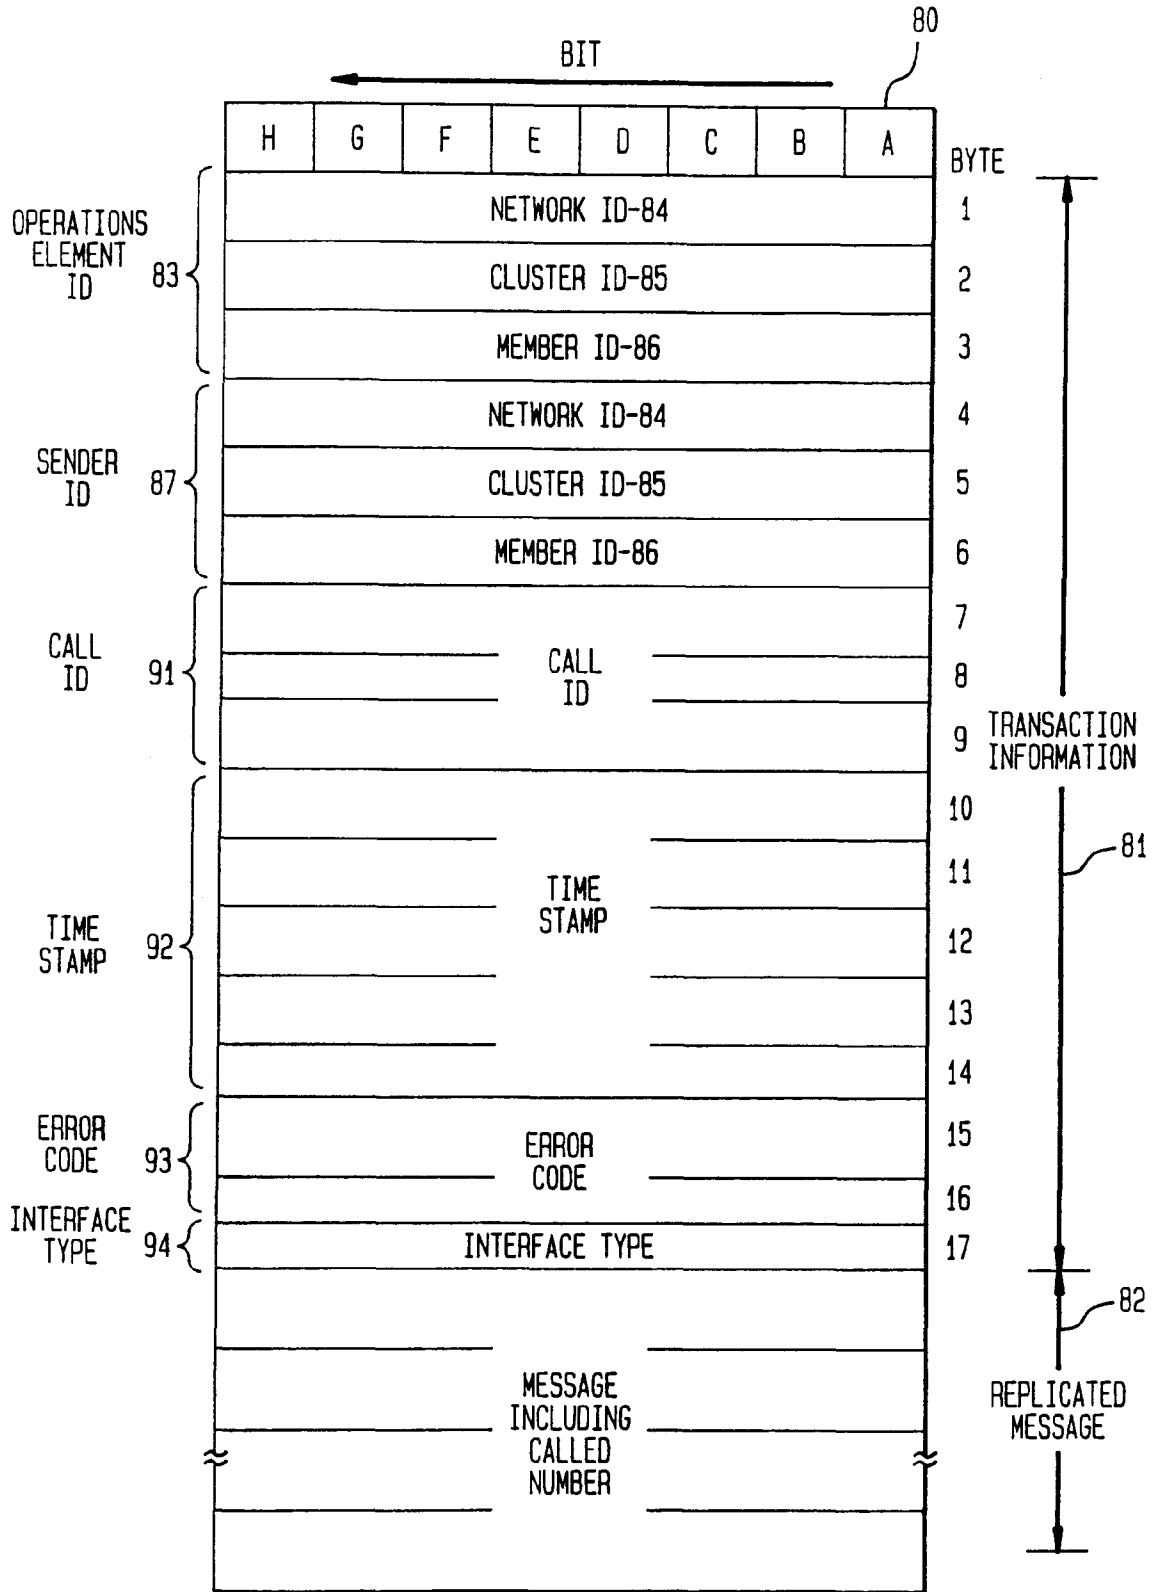 80
BIT
H G F E D C B A
BYTE
OPERATIONS
ELEMENT
ID
83
NETWORK ID-84
1
CLUSTER ID-85
2
MEMBER ID-86
3
SENDER
ID
87
NETWORK ID-84
4
CLUSTER ID-85
5
MEMBER ID-86
6
CALL
ID
91
CALL
ID
7
8
9
TRANSACTION
INFORMATION
81
TIME
STAMP
92
TIME
STAMP
10
11
12
13
14
ERROR
CODE
93
ERROR
CODE
15
16
INTERFACE
TYPE
94
INTERFACE TYPE
17
82
MESSAGE
INCLUDING
CALLED
NUMBER
REPLICATED
MESSAGE